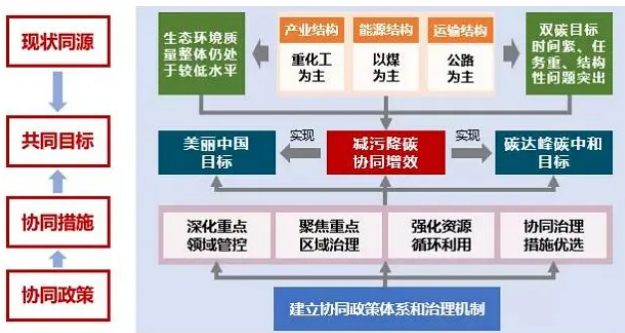 现状同源
共同目标
协同措施
协同政策
生态环境质
量整体仍处
于较低水平
产业结构
重化工
为主
能源结构
以煤
为主
运输结构
公路
为主
双碳目标
时间紧、任
务重、结构
性问题突出
美丽中国
目标
实现
减污降碳
协同增效
实现
碳达峰碳中和
目标
深化重点
领域管控
聚焦重点
区域治理
强化资源
循环利用
协同治理
措施优选
建立协同政策体系和治理机制